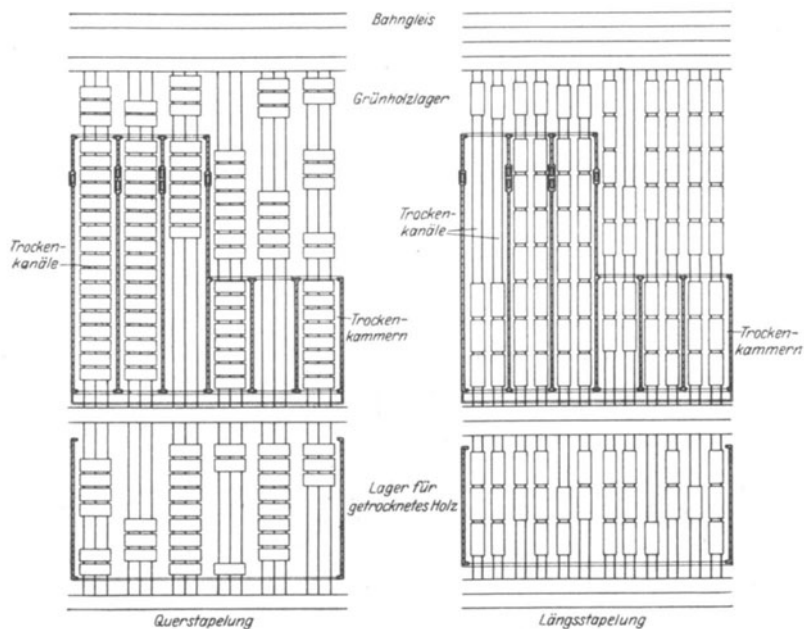 Bahngleis
Grünholzlager
Trocken-
kanäle
Trocken-
kanäle
Trocken-
kammern
Trocken-
kammern
Lager für
getrocknetes Holz
Querstapelung
Längsstapelung